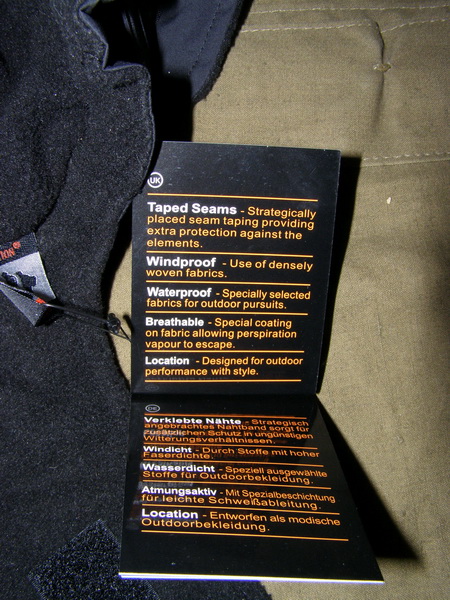 UK
Taped Seams - Strategically
placed seam taping providing
extra protection against the
elements.
Windproof - Use of densely
woven fabrics.
Waterproof - Specially selected
fabrics for outdoor pursuits.
Breathable - Special coating
on fabric allowing perspiration
vapour to escape.
Location - Designed for outdoor
performance with style.
DE
Verklebte Nähte - Strategisch
angebrachtes Nahtband sorgt für
zusätzlichen Schutz in ungünstigen
Witterungsverhältnissen.
Windicht - Durch Stoffe mit hoher
Faserdichte.
Wasserdicht - Speziell ausgewählte
Stoffe für Outdoorbekleidung.
Atmungsaktiv - Mit Spezialbeschichtung
für leichte Schweißableitung.
Location - Entworfen als modische
Outdoorbekleidung.